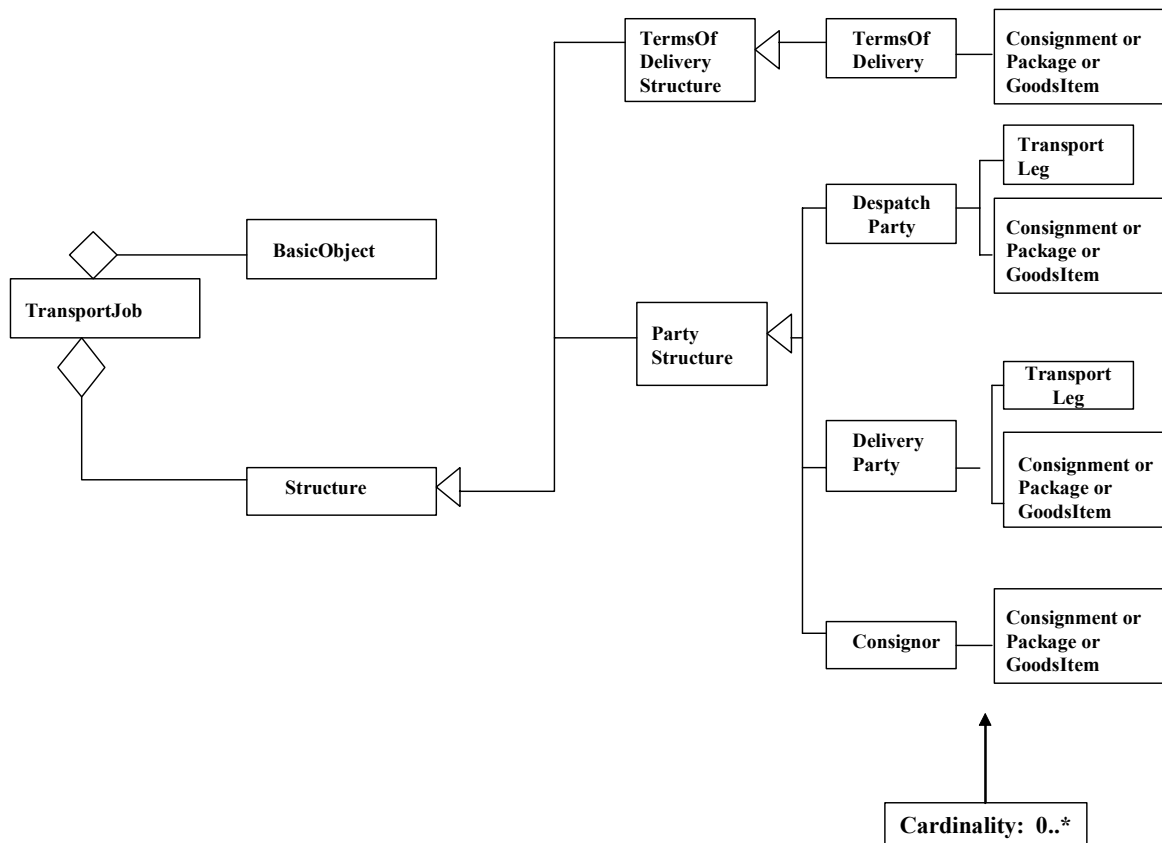 TermsOf
Delivery
Structure
TermsOf
Delivery
Consignment or
Package or
GoodsItem
Transport
Leg
Despatch
Party
Consignment or
Package or
GoodsItem
BasicObject
TransportJob
Party
Structure
Transport
Leg
Delivery
Party
Consignment or
Package or
GoodsItem
Structure
Consignor
Consignment or
Package or
GoodsItem
Cardinality: 0..*